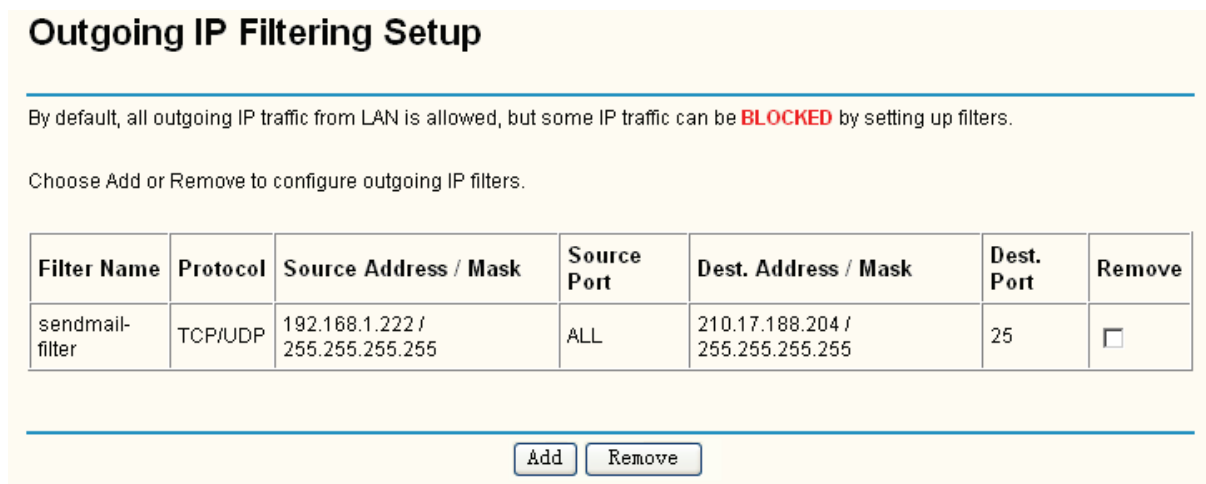 Outgoing IP Filtering Setup
By default, all outgoing IP traffic from LAN is allowed, but some IP traffic can be BLOCKED by setting up filters.
Choose Add or Remove to configure outgoing IP filters.
Filter Name Protocol Source Address / Mask Source Port Dest. Address / Mask Dest. Port Remove
sendmail-filter TCP/UDP 192.168.1.222 / 255.255.255.255 ALL 210.17.188.204 / 255.255.255.255 25
Add Remove